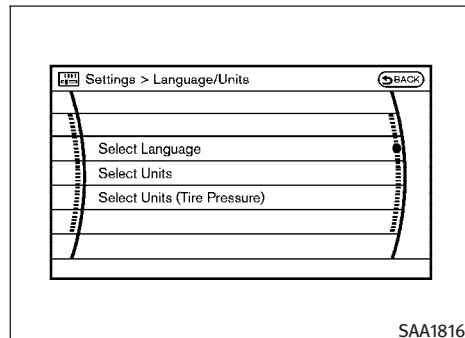 Settings > Language/Units
BACK
Select Language
Select Units
Select Units (Tire Pressure)
SAA1816